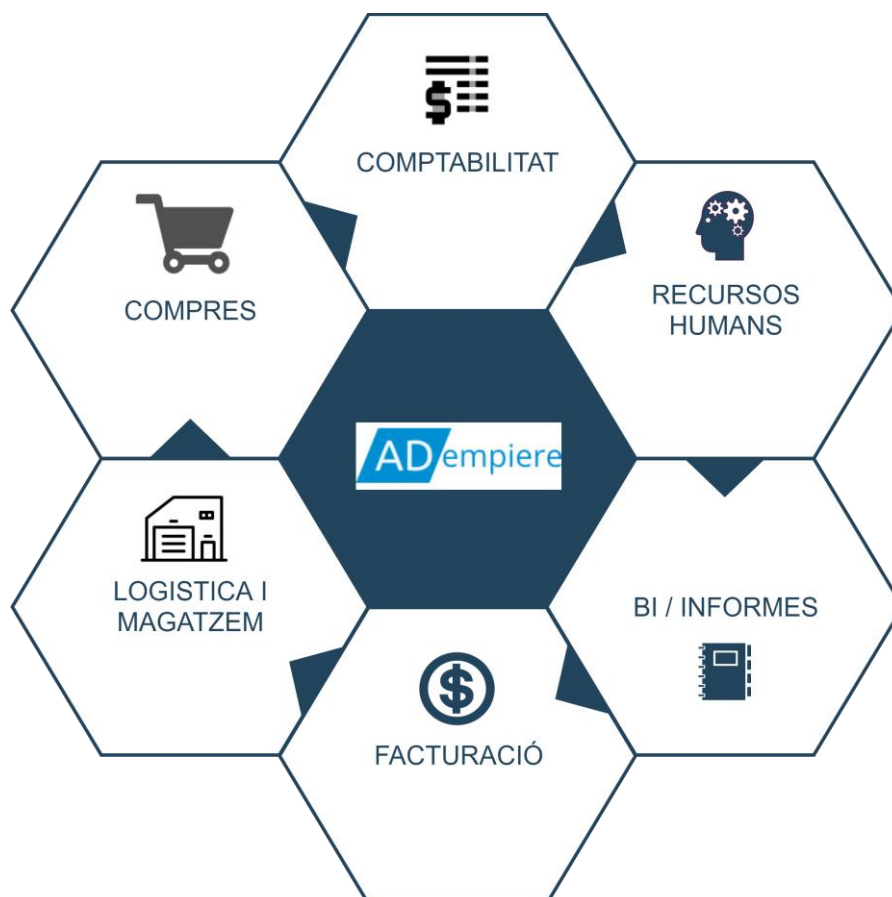 COMPTABILITAT
COMPRES
RECURSOS
HUMANS
ADempiere
LOGISTICA I
MAGATZEM
BI / INFORMES
FACTURACIÓ